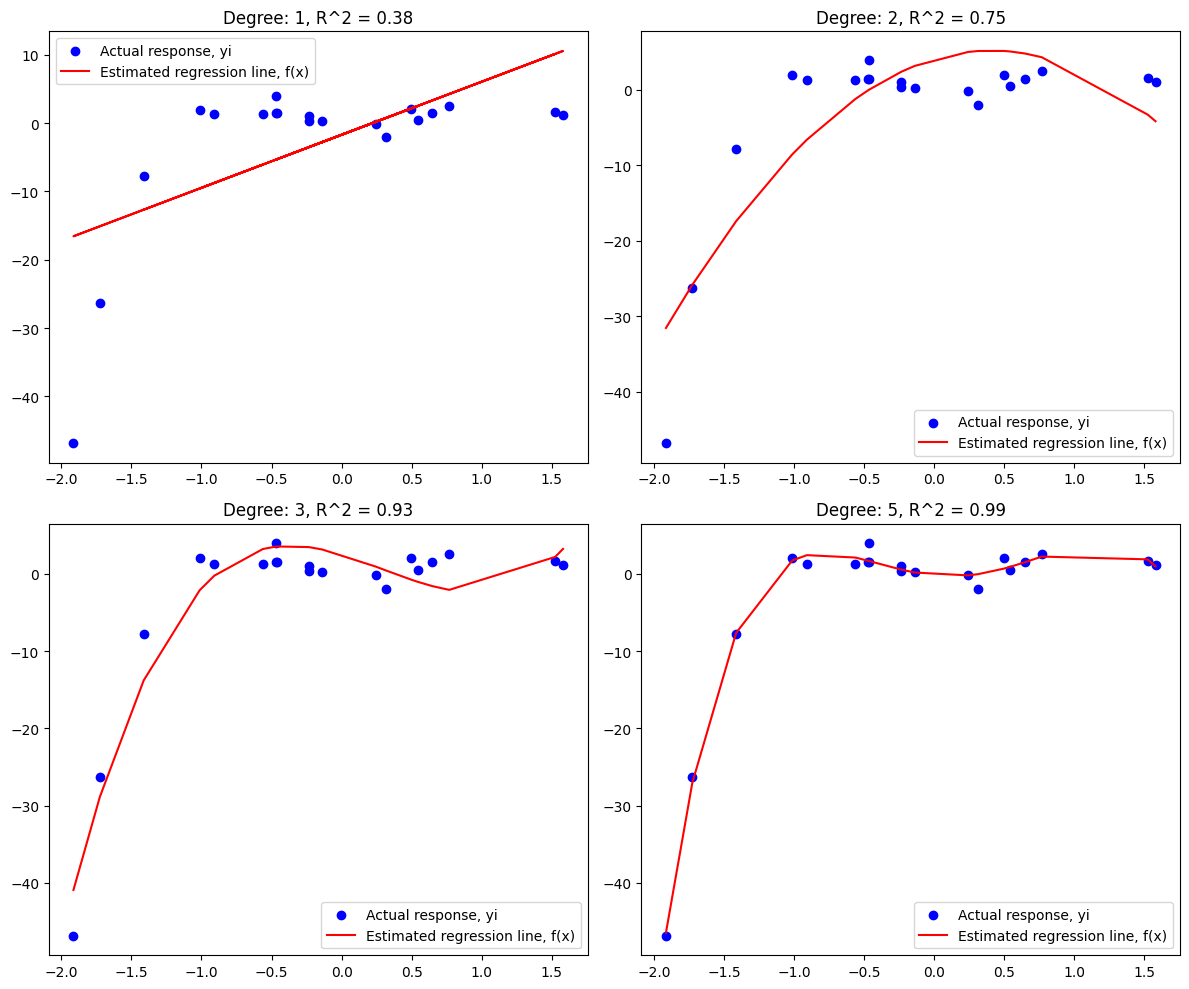 Degree: 1, R^2 = 0.38
Actual response, yi
Estimated regression line, f(x)
10
0
−10
−20
−30
−40
−2.0 −1.5 −1.0 −0.5 0.0 0.5 1.0 1.5
Degree: 2, R^2 = 0.75
0
−10
−20
−30
−40
Actual response, yi
Estimated regression line, f(x)
−2.0 −1.5 −1.0 −0.5 0.0 0.5 1.0 1.5
Degree: 3, R^2 = 0.93
0
−10
−20
−30
−40
Actual response, yi
Estimated regression line, f(x)
−2.0 −1.5 −1.0 −0.5 0.0 0.5 1.0 1.5
Degree: 5, R^2 = 0.99
0
−10
−20
−30
−40
Actual response, yi
Estimated regression line, f(x)
−2.0 −1.5 −1.0 −0.5 0.0 0.5 1.0 1.5